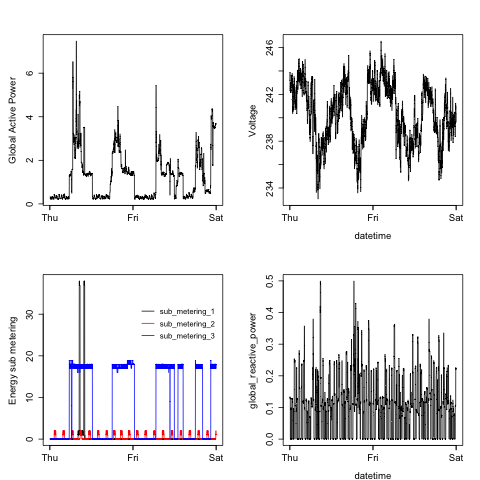 Global Active Power
0 2 4 6
Thu Fri Sat
Voltage
234 238 242 246
Thu Fri Sat
datetime
Energy sub metering
0 10 20 30
sub_metering_1
sub_metering_2
sub_metering_3
Thu Fri Sat
global_reactive_power
0.0 0.1 0.2 0.3 0.4 0.5
Thu Fri Sat
datetime